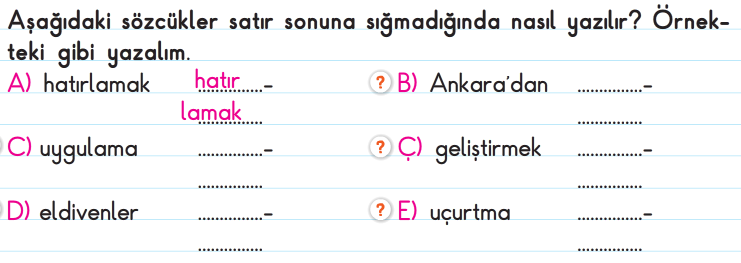 Aşağıdaki sözcükler satır sonuna sığmadığında nasıl yazılır? Örnek-
teki gibi yazalım.
A) hatırlamak hatır ...............- ? B) Ankara'dan ...............-
lamak ............... ...............
C) uygulama ...............- ? Ç) geliştirmek ...............-
............... ...............
D) eldivenler ...............- ? E) uçurtma ...............-
............... ...............